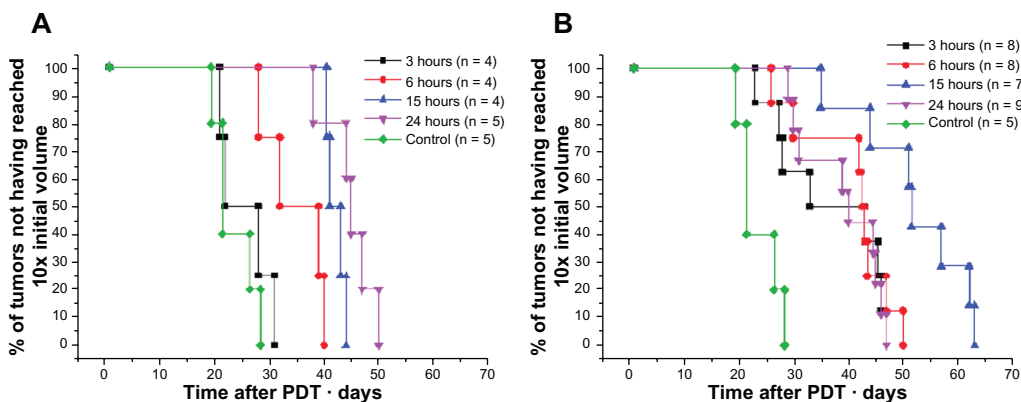 A
% of tumors not having reached
10x initial volume
100
90
80
70
60
50
40
30
20
10
0
0 10 20 30 40 50 60 70
Time after PDT · days
3 hours (n = 4)
6 hours (n = 4)
15 hours (n = 4)
24 hours (n = 5)
Control (n = 5)
B
% of tumors not having reached
10x initial volume
100
90
80
70
60
50
40
30
20
10
0
0 10 20 30 40 50 60 70
Time after PDT · days
3 hours (n = 8)
6 hours (n = 8)
15 hours (n = 7
24 hours (n = 9
Control (n = 5)